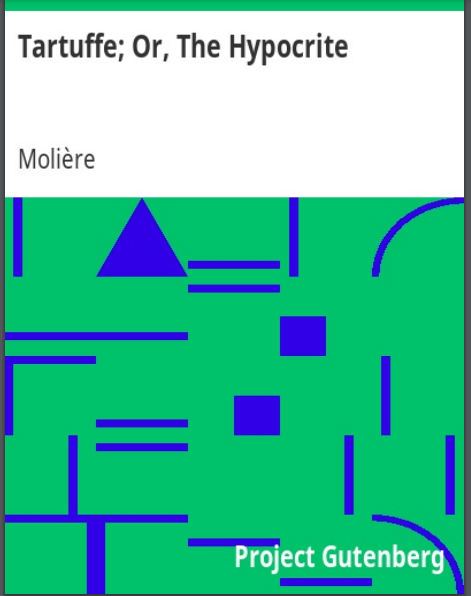 Tartuffe; Or, The Hypocrite
Molière
Project Gutenberg